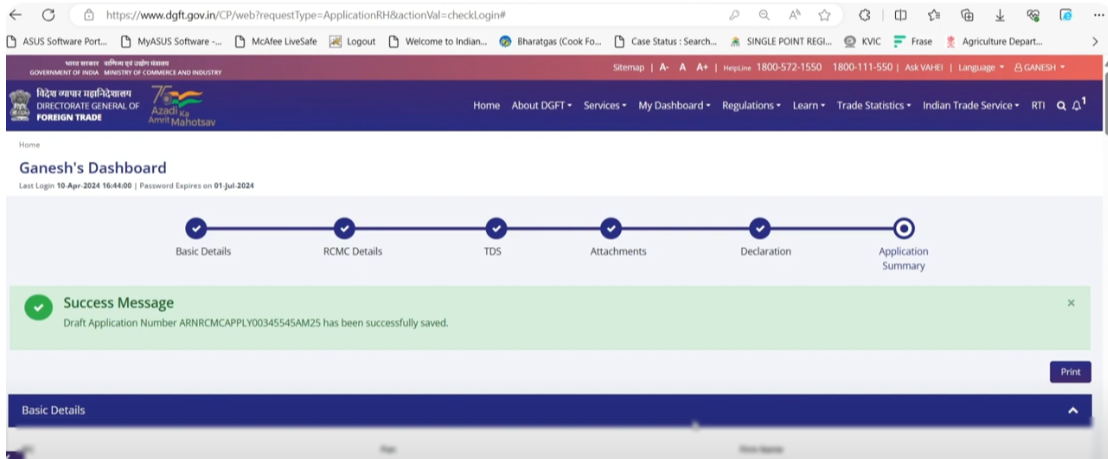 https://www.dgft.gov.in/CP/web?requestType=ApplicationRH&actionVal=checkLogin#
ASUS Software Port... MyASUS Software -... McAfee LiveSafe Logout Welcome to Indian... Bharatgas (Cook Fo... Case Status : Search... SINGLE POINT REGI... KVIC Frase Agriculture Depart...
भारत सरकार वाणिज्य एवं उद्योग मंत्रालय
GOVERNMENT OF INDIA MINISTRY OF COMMERCE AND INDUSTRY
Sitemap | A- A A+ | HELPLINE 1800-572-1550 1800-111-550 | Ask VAHEI | Language GANESH
विदेश व्यापार महानिदेशालय
DIRECTORATE GENERAL OF
FOREIGN TRADE
75
Azadi Ka
Amrit Mahotsav
Home About DGFT Services My Dashboard Regulations Learn Trade Statistics Indian Trade Service RTI 1
Home
Ganesh's Dashboard
Last Login 10-Apr-2024 16:44:00 | Password Expires on 01-Jul-2024
Basic Details RCMC Details TDS Attachments Declaration Application
Summary
Success Message
Draft Application Number ARNRCMCAPPLY00345545AM25 has been successfully saved.
Print
Basic Details